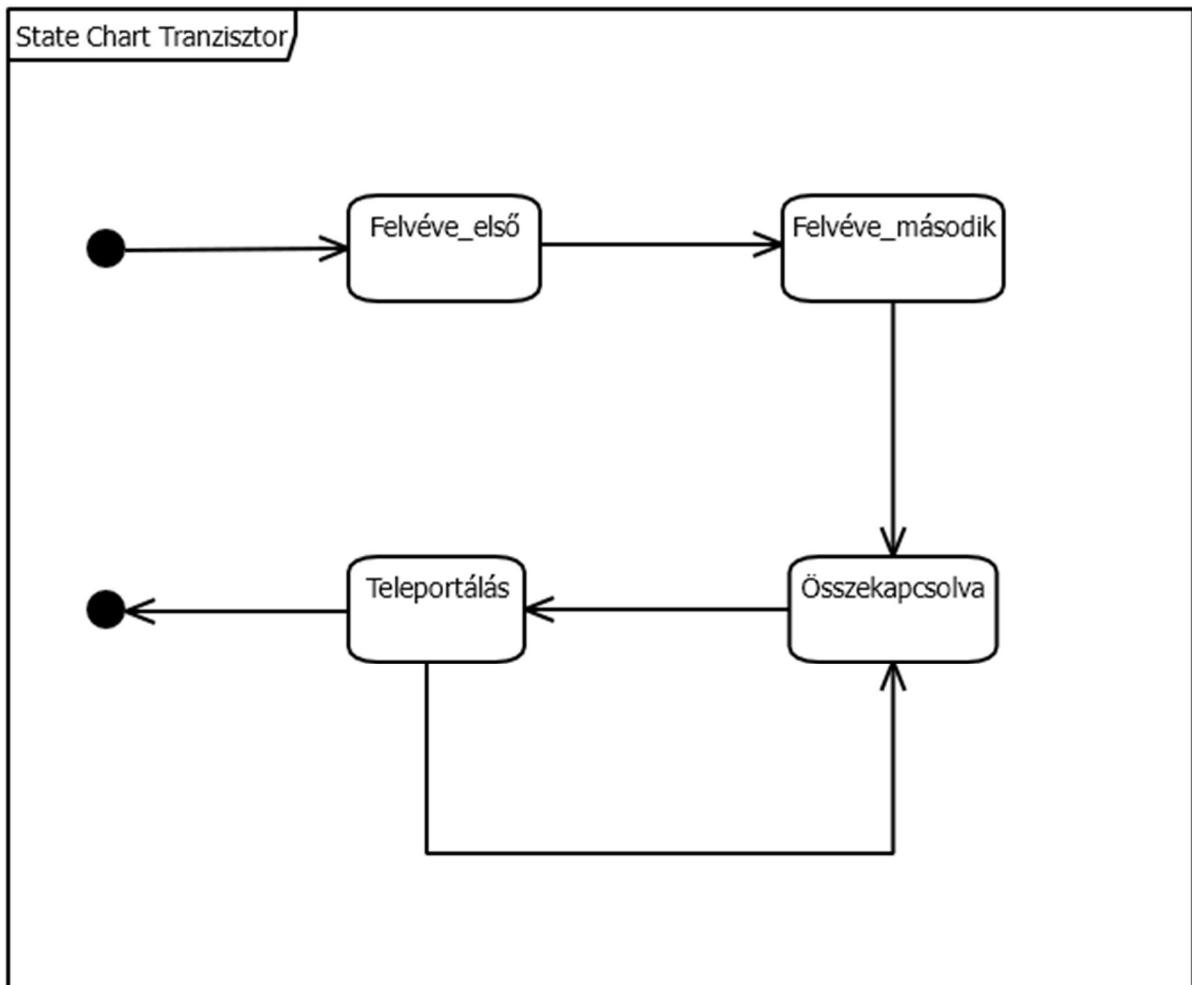 State Chart Tranzisztor
Felvéve_első
Felvéve_második
Teleportálás
Összekapcsolva